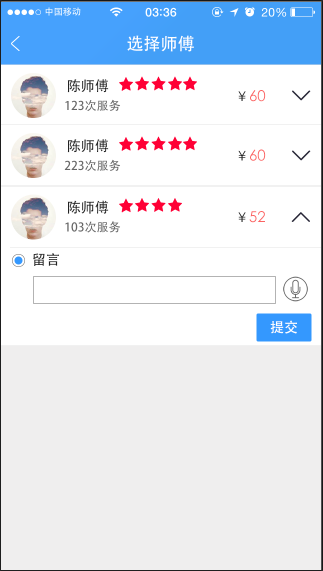 中国移动 03:36 20%
选择师傅
陈师傅
123次服务 ¥ 60
陈师傅
223次服务 ¥ 60
陈师傅
103次服务 ¥ 52
留言
提交